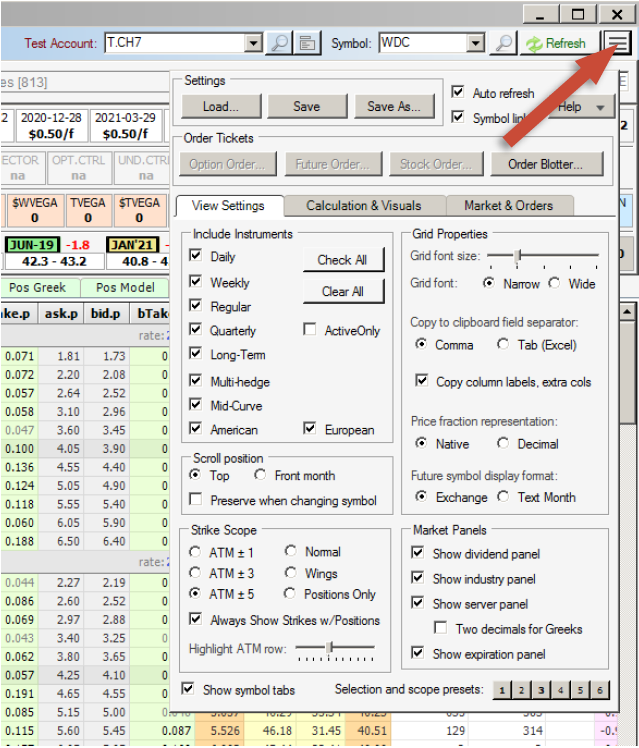 Test Account: T.CH7 Symbol: WDC Refresh
es [813]
Settings
Load... Save Save As... Auto refresh
Symbol link Help
2 2020-12-28 2021-03-29 2
$0.50/f $0.50/f
Order Tickets
Option Order... Future Order... Stock Order... Order Blotter...
ECTOR OPT.CTRL UND.CTRL
na na na
$WVEGA TVEGA $TVEGA N
0 0 0
View Settings Calculation & Visuals Market & Orders
JUN-19 -1.8 JAN'21
42.3 - 43.2 40.8 - 4
Pos Greek Pos Model
ke.p ask.p bid.p bTak
rate:
0.071 1.81 1.73 0
0.072 2.20 2.08 0
0.057 2.64 2.52 0
0.058 3.10 2.96 0
0.047 3.60 3.45 0
0.100 4.05 3.90 0
0.136 4.55 4.40 0
0.124 5.05 4.90 0
0.118 5.55 5.40 0
0.060 6.05 5.90 0
0.188 6.50 6.40 0
rate:
0.044 2.27 2.19 0
0.086 2.60 2.52 0
0.069 2.97 2.88 0
0.043 3.40 3.25 0
0.062 3.80 3.65 0
0.057 4.25 4.10 0
0.191 4.65 4.55 0
0.085 5.15 5.00
0.115 5.60 5.45 0.087 5.526 46.18 31.45 40.51 129 314
Include Instruments
Daily Check All
Weekly Clear All
Regular
Quarterly ActiveOnly
Long-Term
Multi-hedge
Mid-Curve
American European
Scroll position
Top Front month
Preserve when changing symbol
Strike Scope
ATM ± 1 Normal
ATM ± 3 Wings
ATM ± 5 Positions Only
Always Show Strikes w/Positions
Highlight ATM row:
Grid Properties
Grid font size:
Grid font: Narrow Wide
Copy to clipboard field separator:
Comma Tab (Excel)
Copy column labels, extra cols
Price fraction representation:
Native Decimal
Future symbol display format:
Exchange Text Month
Market Panels
Show dividend panel
Show industry panel
Show server panel
Two decimals for Greeks
Show expiration panel
Show symbol tabs Selection and scope presets: 1 2 3 4 5 6